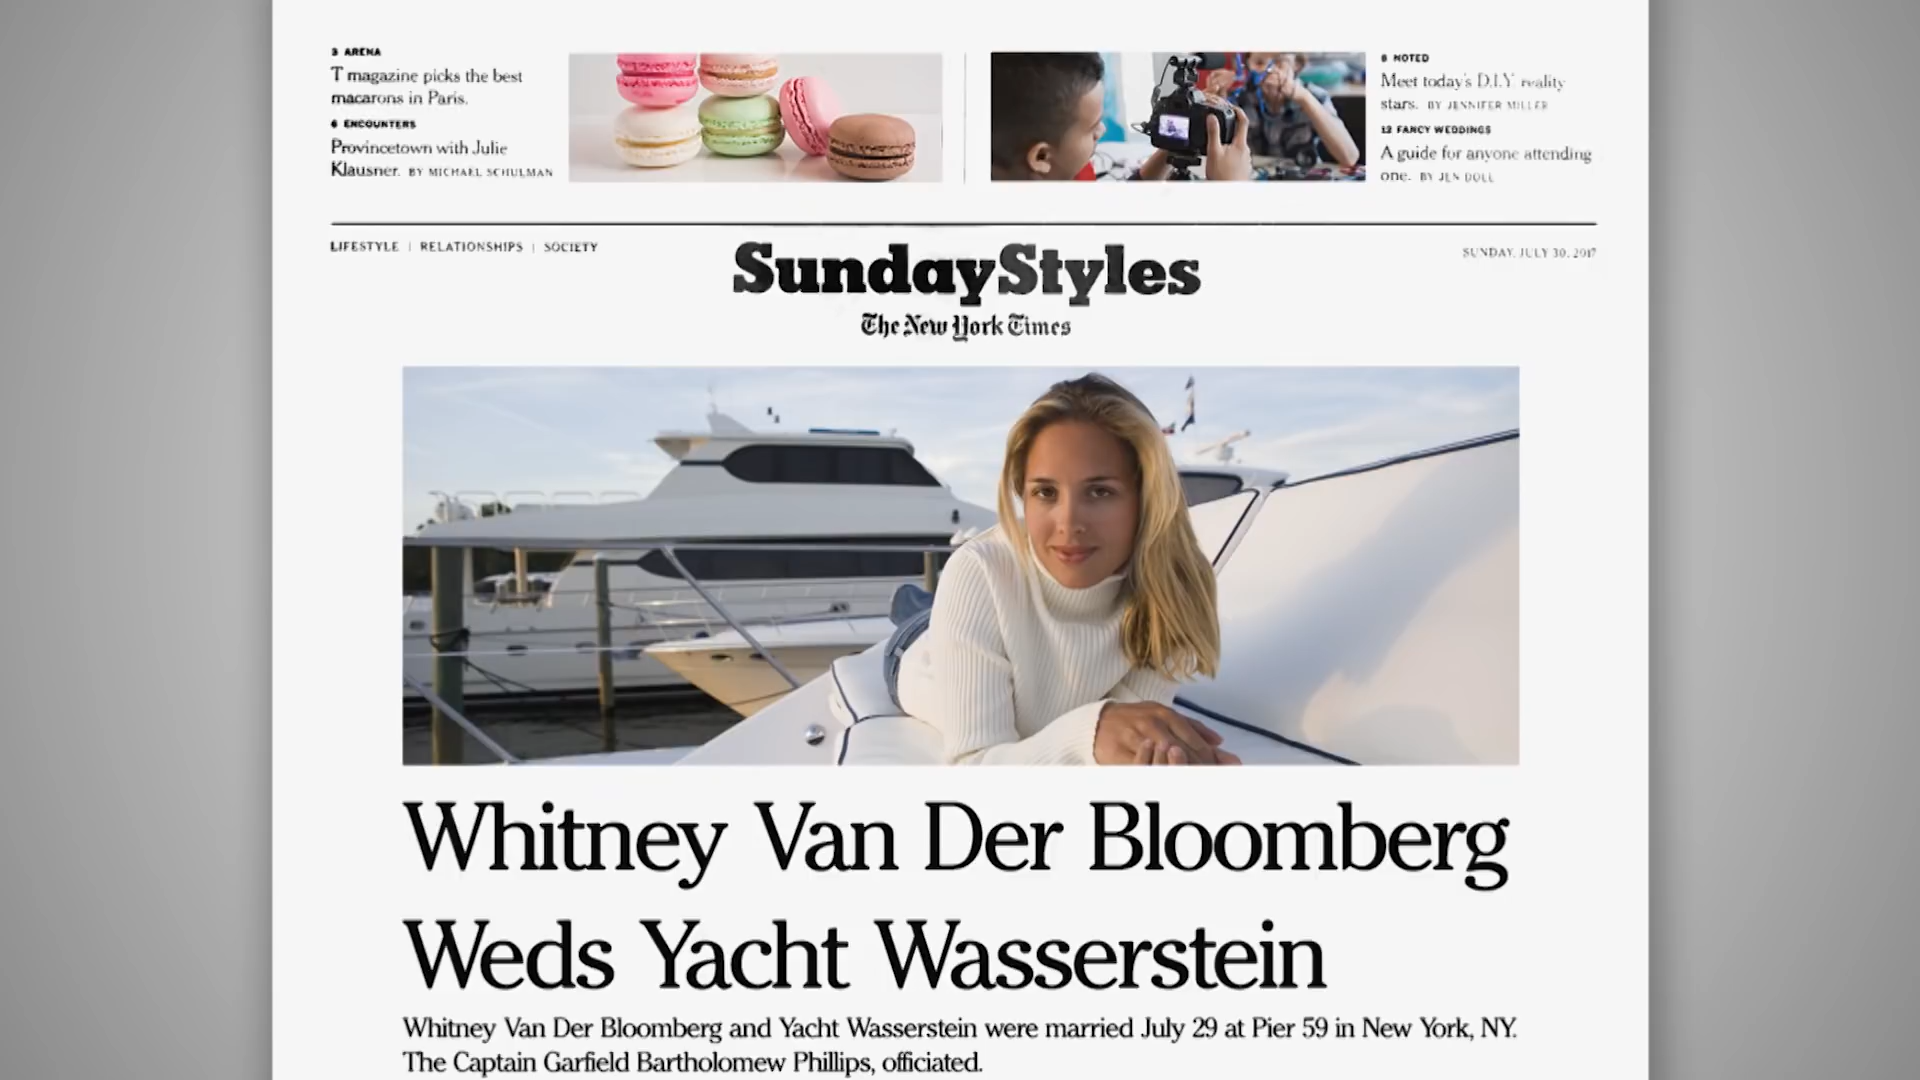 3 ARENA
T magazine picks the best
macarons in Paris.
6 ENCOUNTERS
Provincetown with Julie
Klausner. BY MICHAEL SCHULMAN
8 NOTED
Meet today's D.I.Y. reality
stars. BY JENNIFER MILLER
12 FANCY WEDDINGS
A guide for anyone attending
one. BY JEN DOLL
LIFESTYLE | RELATIONSHIPS | SOCIETY
SUNDAY, JULY 30, 2017
SundayStyles
The New York Times
Whitney Van Der Bloomberg
Weds Yacht Wasserstein
Whitney Van Der Bloomberg and Yacht Wasserstein were married July 29 at Pier 59 in New York, NY.
The Captain Garfield Bartholomew Phillips, officiated.